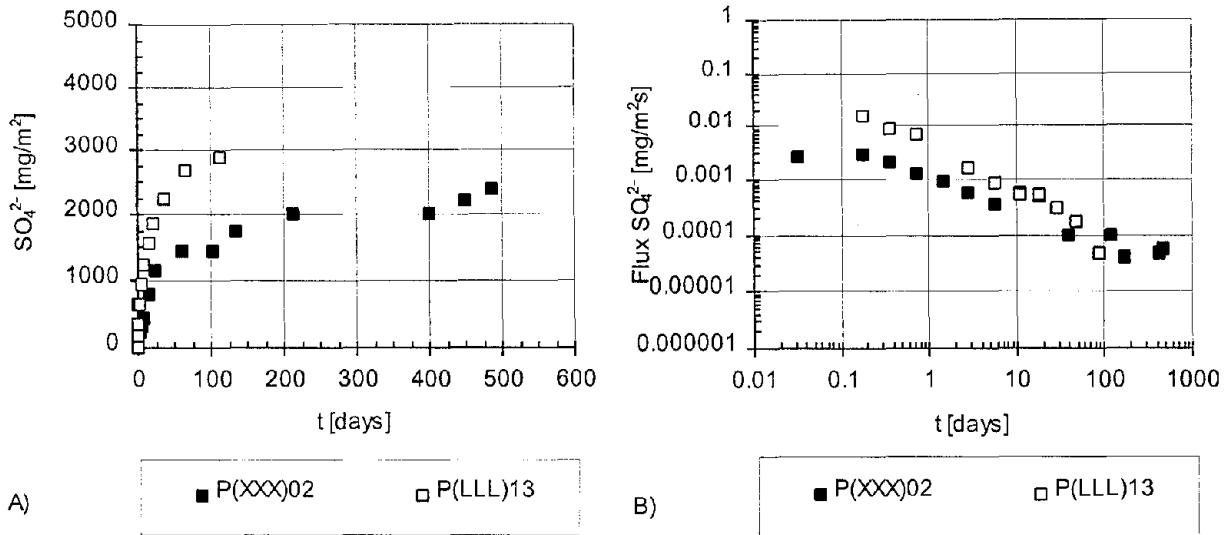 5000
4000
3000
2000
1000
0
SO₄²⁻ [mg/m²]
0 100 200 300 400 500 600
t [days]
■ P(XXX)02 □ P(LLL)13
A)
1
0.1
0.01
0.001
0.0001
0.00001
0.000001
Flux SO₄²⁻ [mg/m²s]
0.01 0.1 1 10 100 1000
t [days]
■ P(XXX)02 □ P(LLL)13
B)